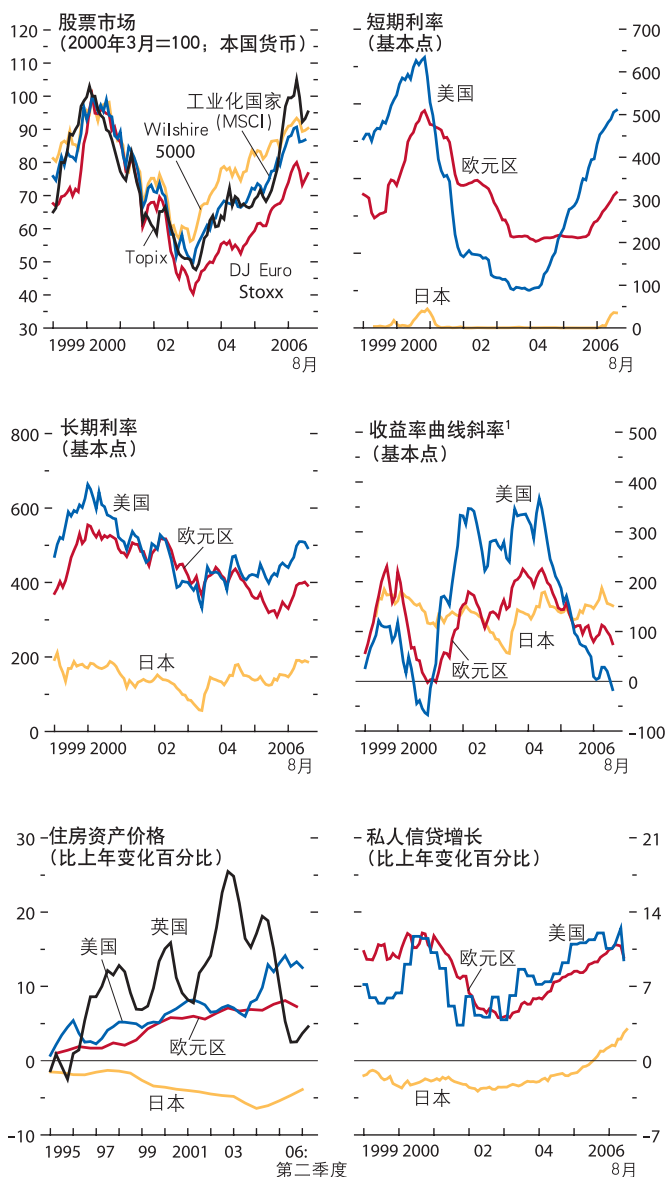 股票市场
(2000年3月=100；本国货币)
120
110
100
90
80
70
60
50
40
30
工业化国家
(MSCI)
Wilshire
5000
Topix
DJ Euro
Stoxx
1999 2000 02 04 2006
8月
短期利率
(基本点)
700
600
500
400
300
200
100
0
美国
欧元区
日本
1999 2000 02 04 2006
8月
长期利率
(基本点)
800
600
400
200
0
美国
欧元区
日本
1999 2000 02 04 2006
8月
收益率曲线斜率1
(基本点)
500
400
300
200
100
0
-100
美国
日本
欧元区
1999 2000 02 04 2006
8月
住房资产价格
(比上年变化百分比)
30
20
10
0
-10
英国
美国
欧元区
日本
1995 97 99 2001 03 06:
第二季度
私人信贷增长
(比上年变化百分比)
21
14
7
0
-7
美国
欧元区
日本
1999 2000 02 04 2006
8月